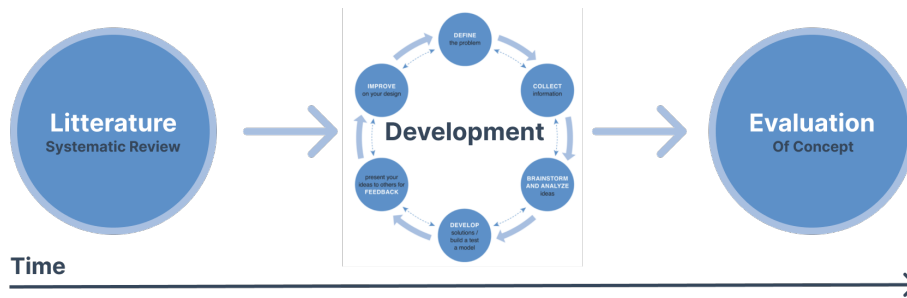 Litterature
Systematic Review
DEFINE
the problem
COLLECT
information
BRAINSTORM
AND ANALYZE
ideas
DEVELOP
solutions /
build a test
a model
present your
ideas to others for
FEEDBACK
IMPROVE
on your design
Development
Evaluation
Of Concept
Time